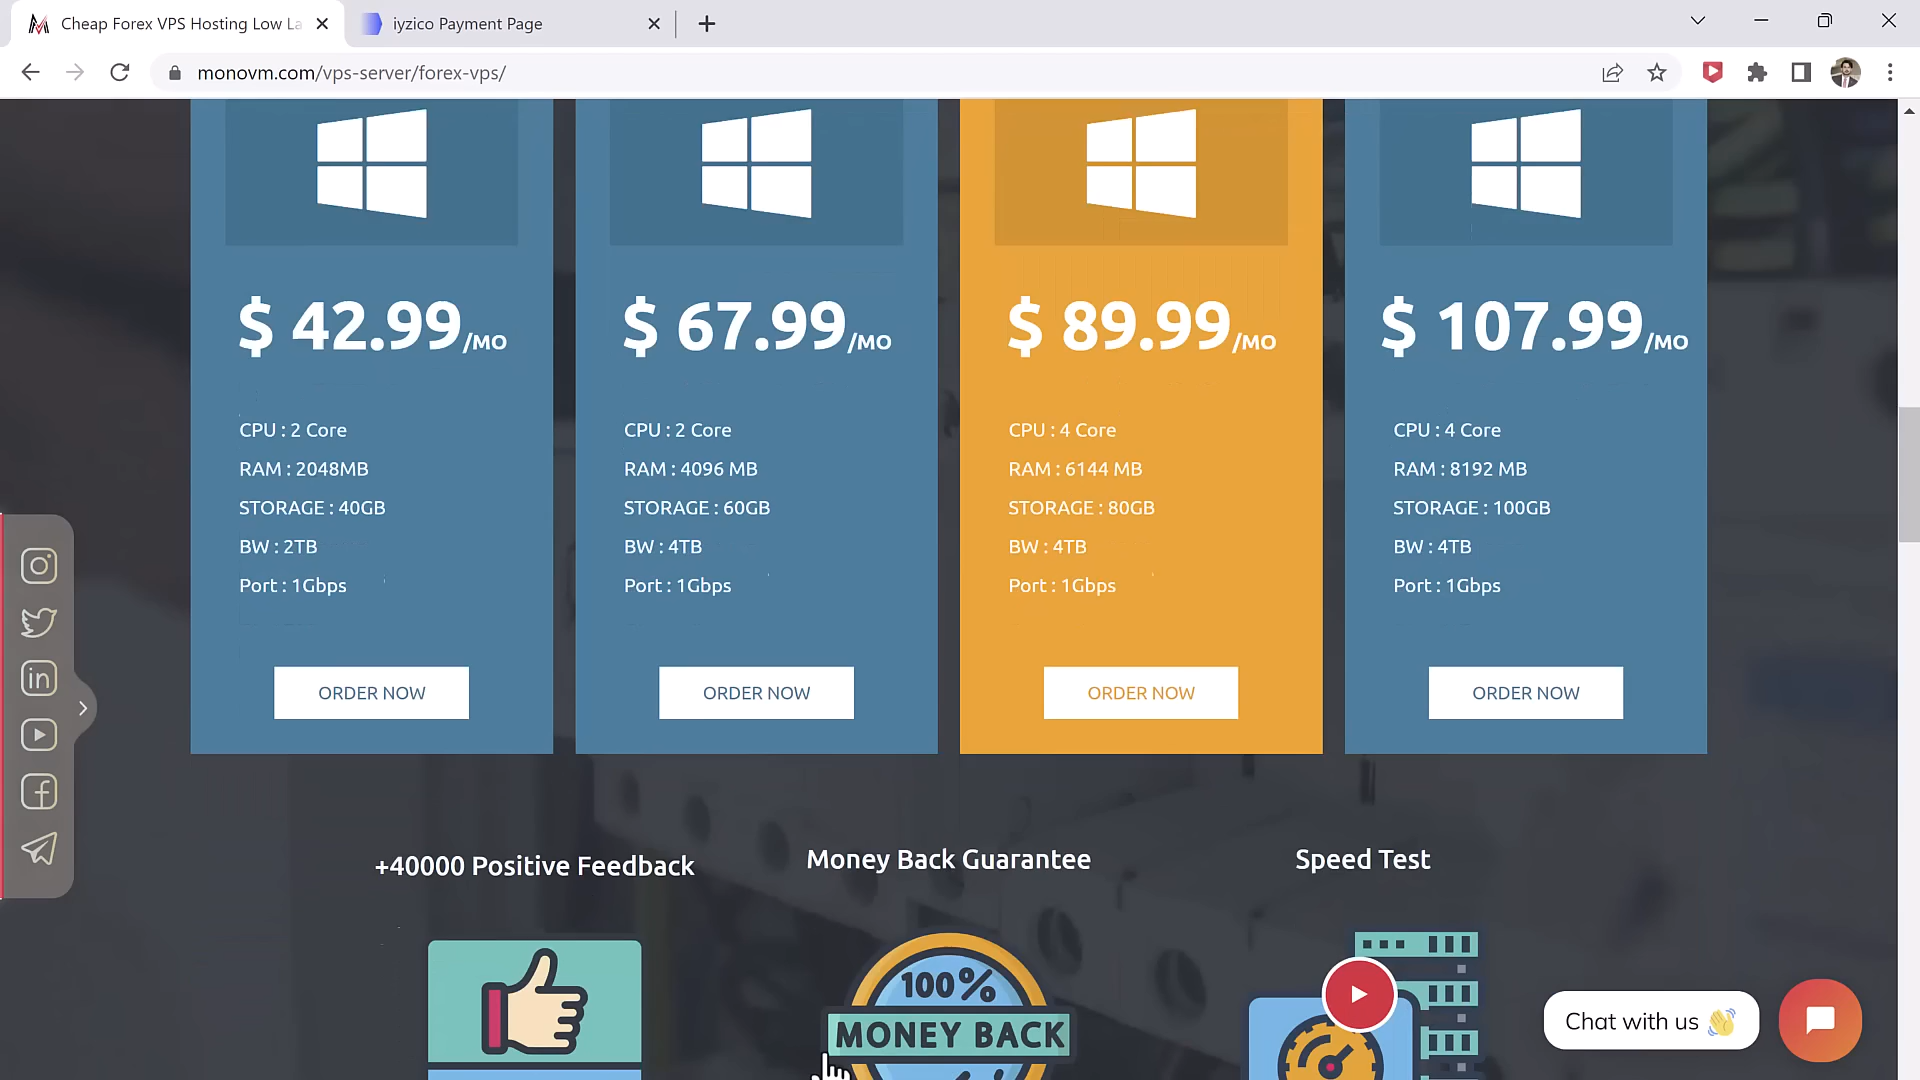 Cheap Forex VPS Hosting Low La
iyzico Payment Page
monovm.com/vps-server/forex-vps/
$ 42.99/MO
CPU : 2 Core
RAM : 2048MB
STORAGE : 40GB
BW : 2TB
Port : 1Gbps
ORDER NOW
$ 67.99/MO
CPU : 2 Core
RAM : 4096 MB
STORAGE : 60GB
BW : 4TB
Port : 1Gbps
ORDER NOW
$ 89.99/MO
CPU : 4 Core
RAM : 6144 MB
STORAGE : 80GB
BW : 4TB
Port : 1Gbps
ORDER NOW
$ 107.99/MO
CPU : 4 Core
RAM : 8192 MB
STORAGE : 100GB
BW : 4TB
Port : 1Gbps
ORDER NOW
+40000 Positive Feedback
Money Back Guarantee
100%
MONEY BACK
Speed Test
Chat with us 👋